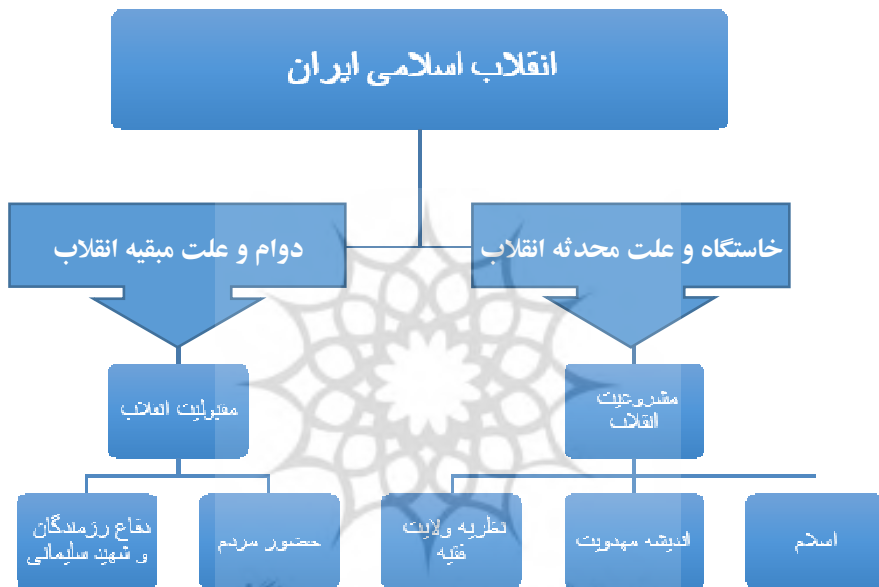 انقلاب اسلامی ایران
خاستگاه و علت محدثه انقلاب
دوام و علت مبقیه انقلاب
مشروعیت
انقلاب
مقبولیت انقلاب
اسلام
اندیشه مهدویت
نظریه ولایت
فقیه
حضور مردم
دفاع رزمندگان
و شهید سلیمانی